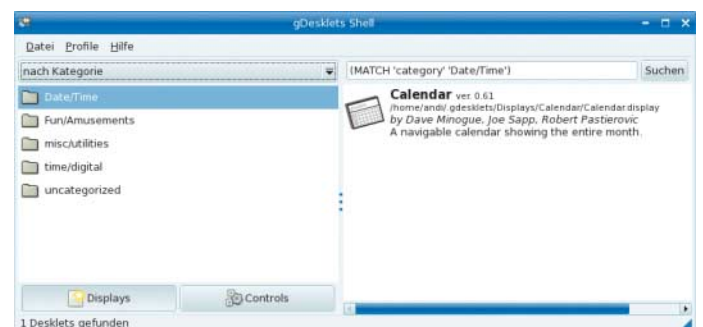 gDesklets Shell
Datei Profile Hilfe
nach Kategorie
(MATCH 'category' 'Date/Time')
Suchen
Date/Time
Fun/Amusements
misc/utilities
time/digital
uncategorized
Calendar ver. 0.61
/home/andi/.gdesklets/Displays/Calendar/Calendar.display
by Dave Minogue, Joe Sapp, Robert Pastierovic
A navigable calendar showing the entire month.
Displays
Controls
1 Desklets gefunden